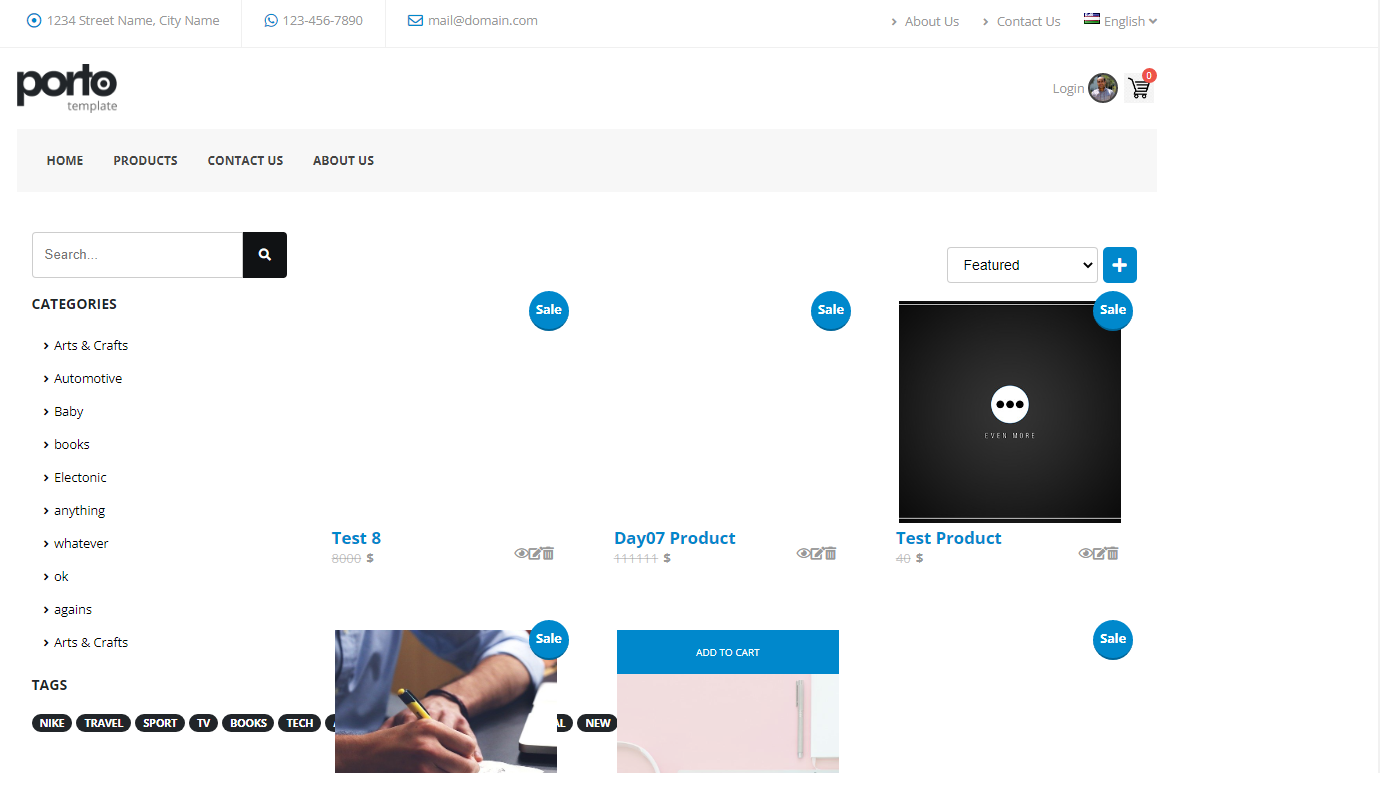 1234 Street Name, City Name 123-456-7890 mail@domain.com About Us Contact Us English
porto
template
Login 0
HOME PRODUCTS CONTACT US ABOUT US
Search...
Featured
CATEGORIES
Arts & Crafts
Automotive
Baby
books
Electonic
anything
whatever
ok
agains
Arts & Crafts
TAGS
NIKE TRAVEL SPORT TV BOOKS TECH NEW
Sale Sale Sale
EVEN MORE
Test 8 Day07 Product Test Product
8000 $ 111111 $ 40 $
Sale Sale
ADD TO CART